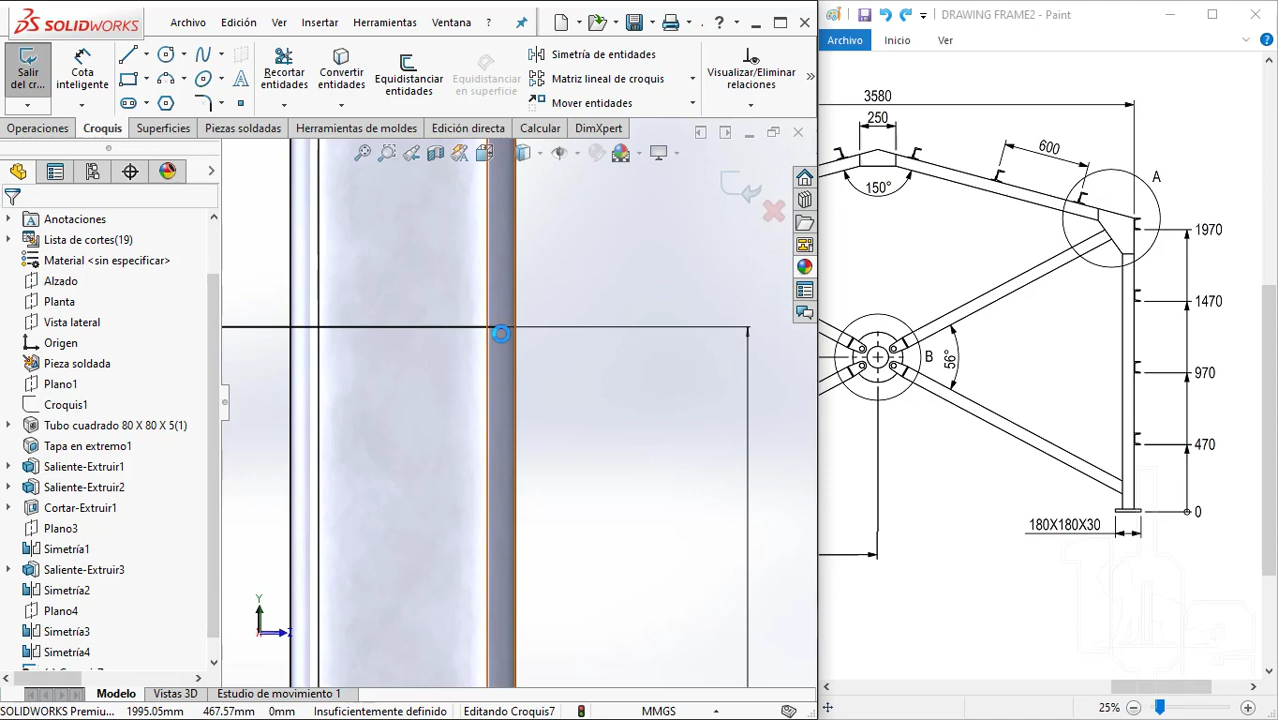 SOLIDWORKS
Archivo Edición Ver Insertar Herramientas Ventana ?
DRAWING FRAME2 - Paint
Archivo Inicio Ver
Salir
del cr...
Cota
inteligente
Recortar
entidades
Convertir
entidades
Equidistanciar
entidades
Equidistanciar
en superficie
Simetría de entidades
Matriz lineal de croquis
Mover entidades
Visualizar/Eliminar
relaciones
Operaciones Croquis Superficies Piezas soldadas Herramientas de moldes Edición directa Calcular DimXpert
Anotaciones
Lista de cortes(19)
Material <sin especificar>
Alzado
Planta
Vista lateral
Origen
Pieza soldada
Plano1
Croquis1
Tubo cuadrado 80 X 80 X 5(1)
Tapa en extremo1
Saliente-Extruir1
Saliente-Extruir2
Cortar-Extruir1
Plano3
Simetría1
Saliente-Extruir3
Simetría2
Plano4
Simetría3
Simetría4
Y
Z
3580
250
600
A
150°
1970
1470
B
56°
970
470
180X180X30
0
Modelo Vistas 3D Estudio de movimiento 1
SOLIDWORKS Premiu... 1995.05mm 467.57mm 0mm Insuficientemente definido Editando Croquis7 MMGS
25%